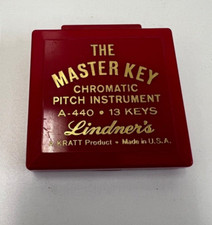 THE
MASTER KEY
CHROMATIC
PITCH INSTRUMENT
A-440 • 13 KEYS
Lindner's
KRATT Product • Made in U.S.A.